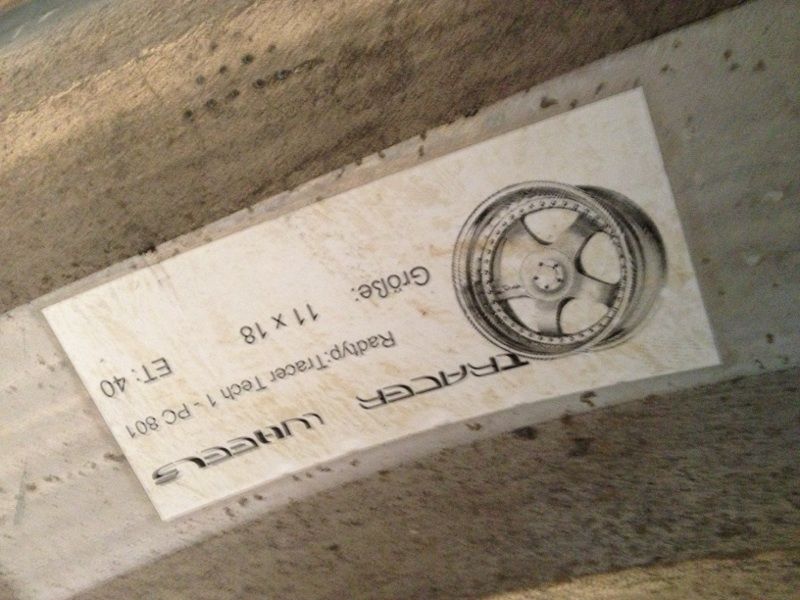 TRACER WHEELS
Radtyp:Tracer Tech 1 - PC 801
Größe: 11 x 18 ET: 40